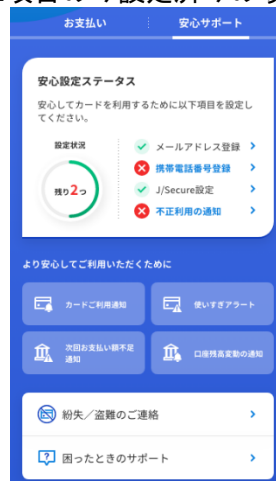 お支払い
安心サポート
安心設定ステータス
安心してカードを利用するために以下項目を設定し
てください。
設定状況
残り2つ
メールアドレス登録
携帯電話番号登録
J/Secure設定
不正利用の通知
より安心してご利用いただくために
カードご利用通知
使いすぎアラート
次回お支払い額不足
通知
口座残高変動の通知
紛失／盗難のご連絡
困ったときのサポート